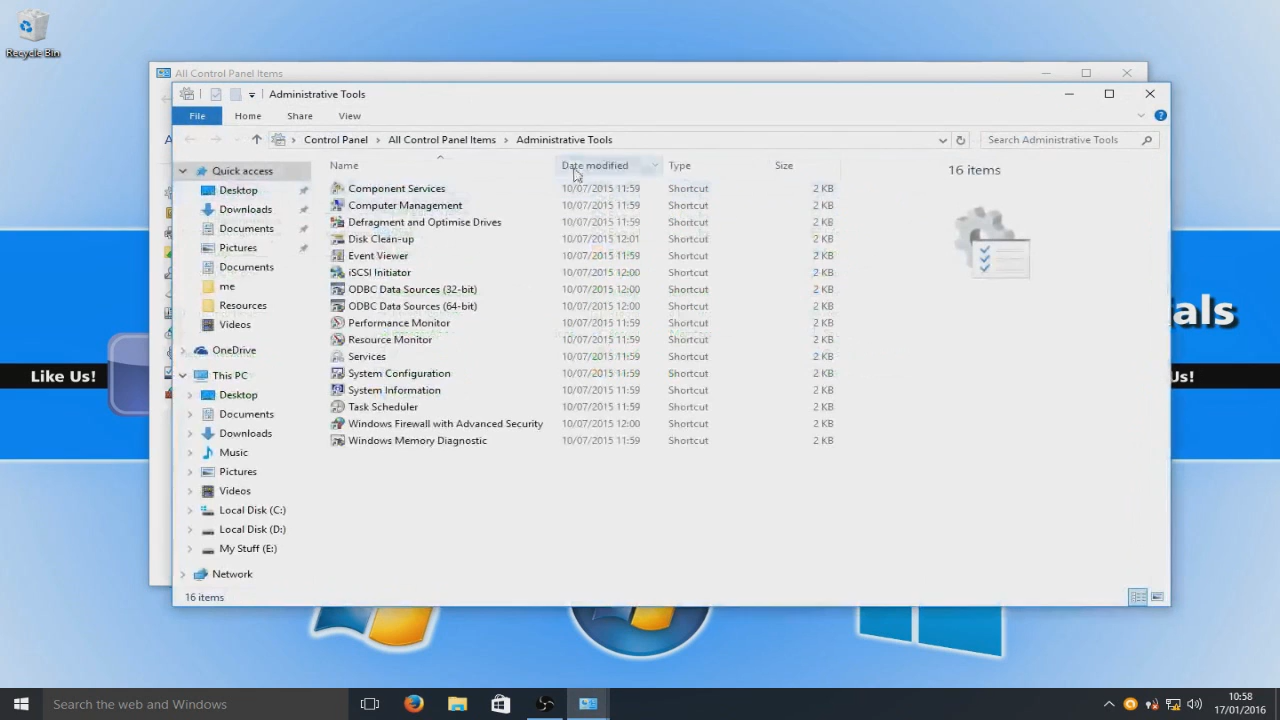 Recycle Bin
All Control Panel Items
Administrative Tools
File Home Share View
Control Panel All Control Panel Items Administrative Tools
Search Administrative Tools
Name Date modified Type Size
Quick access
Desktop
Downloads
Documents
Pictures
Documents
me
Resources
Videos
OneDrive
This PC
Desktop
Documents
Downloads
Music
Pictures
Videos
Local Disk (C:)
Local Disk (D:)
My Stuff (E:)
Network
Component Services 10/07/2015 11:59 Shortcut 2 KB
Computer Management 10/07/2015 11:59 Shortcut 2 KB
Defragment and Optimise Drives 10/07/2015 11:59 Shortcut 2 KB
Disk Clean-up 10/07/2015 12:01 Shortcut 2 KB
Event Viewer 10/07/2015 11:59 Shortcut 2 KB
iSCSI Initiator 10/07/2015 12:00 Shortcut 2 KB
ODBC Data Sources (32-bit) 10/07/2015 12:00 Shortcut 2 KB
ODBC Data Sources (64-bit) 10/07/2015 12:00 Shortcut 2 KB
Performance Monitor 10/07/2015 11:59 Shortcut 2 KB
Resource Monitor 10/07/2015 11:59 Shortcut 2 KB
Services 10/07/2015 11:59 Shortcut 2 KB
System Configuration 10/07/2015 11:59 Shortcut 2 KB
System Information 10/07/2015 11:59 Shortcut 2 KB
Task Scheduler 10/07/2015 11:59 Shortcut 2 KB
Windows Firewall with Advanced Security 10/07/2015 12:00 Shortcut 2 KB
Windows Memory Diagnostic 10/07/2015 11:59 Shortcut 2 KB
16 items
16 items
A
Like Us!
ials
Us!
Search the web and Windows
10:58
17/01/2016